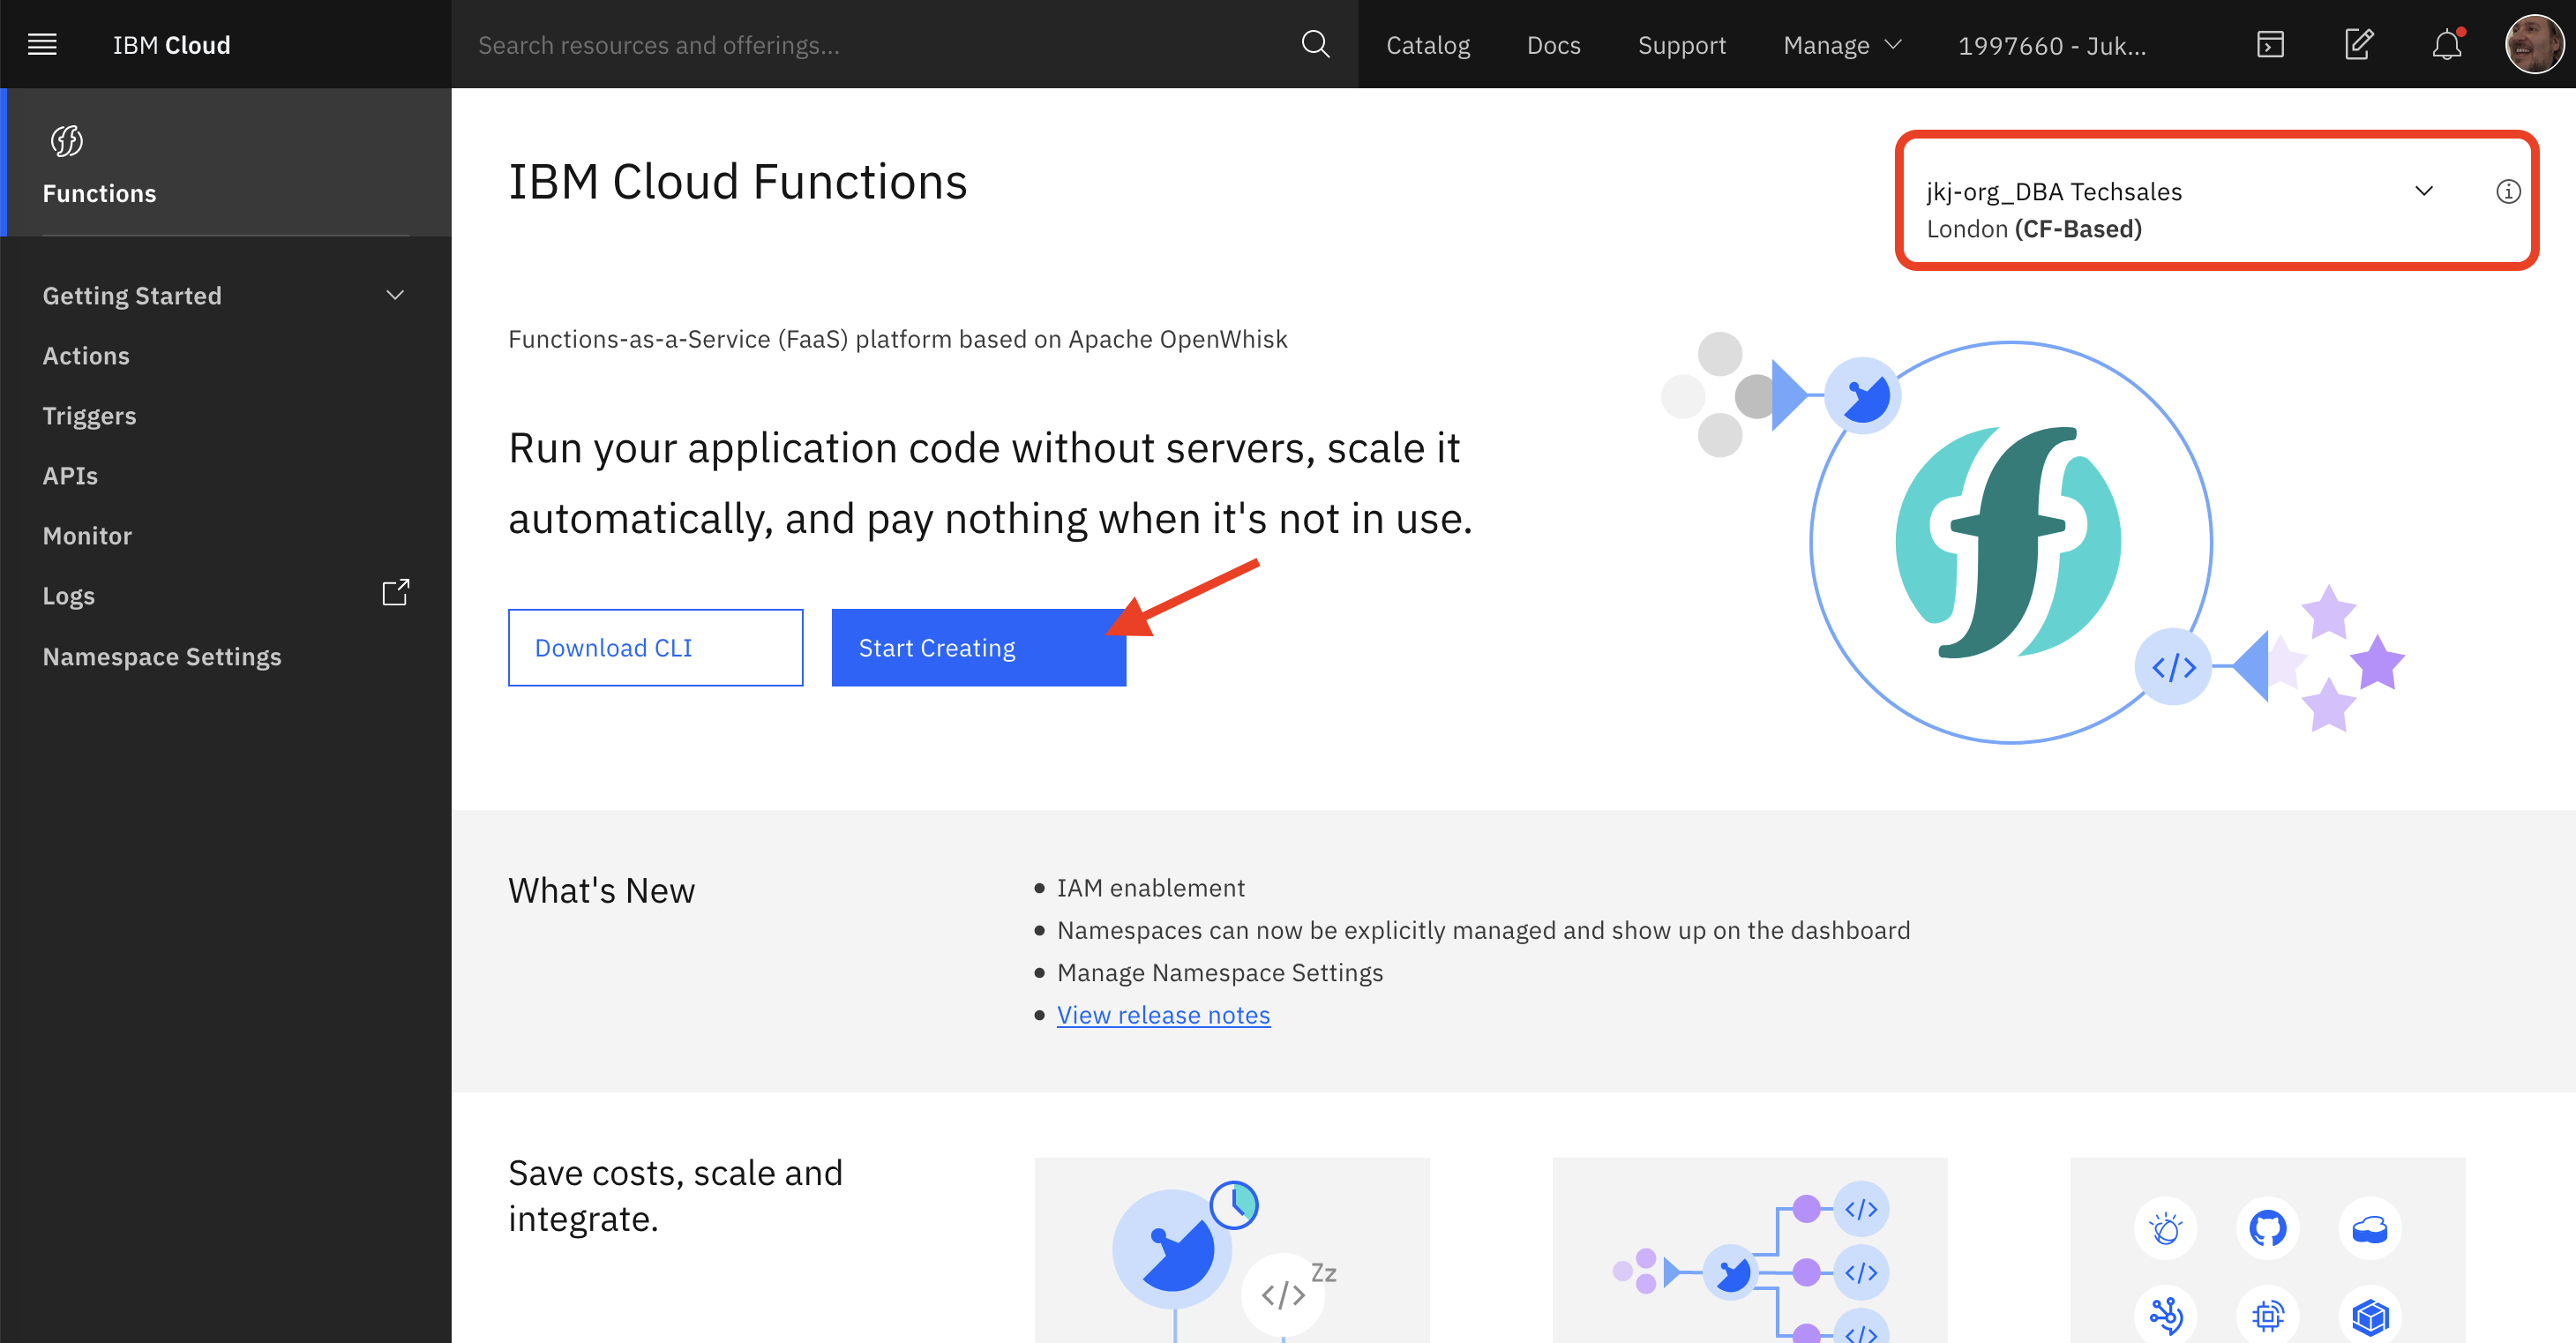 IBM Cloud
Search resources and offerings...
Catalog
Docs
Support
Manage
1997660 - Juk...
Functions
Getting Started
Actions
Triggers
APIs
Monitor
Logs
Namespace Settings
IBM Cloud Functions
jkj-org_DBA Techsales
London (CF-Based)
Functions-as-a-Service (FaaS) platform based on Apache OpenWhisk
Run your application code without servers, scale it
automatically, and pay nothing when it's not in use.
Download CLI
Start Creating
</>
What's New
IAM enablement
Namespaces can now be explicitly managed and show up on the dashboard
Manage Namespace Settings
View release notes
Save costs, scale and
integrate.
Zz
</>
</>
</>
</>